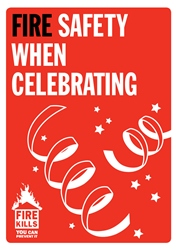 FIRE SAFETY
WHEN
CELEBRATING
FIRE
KILLS
YOU CAN
PREVENT IT